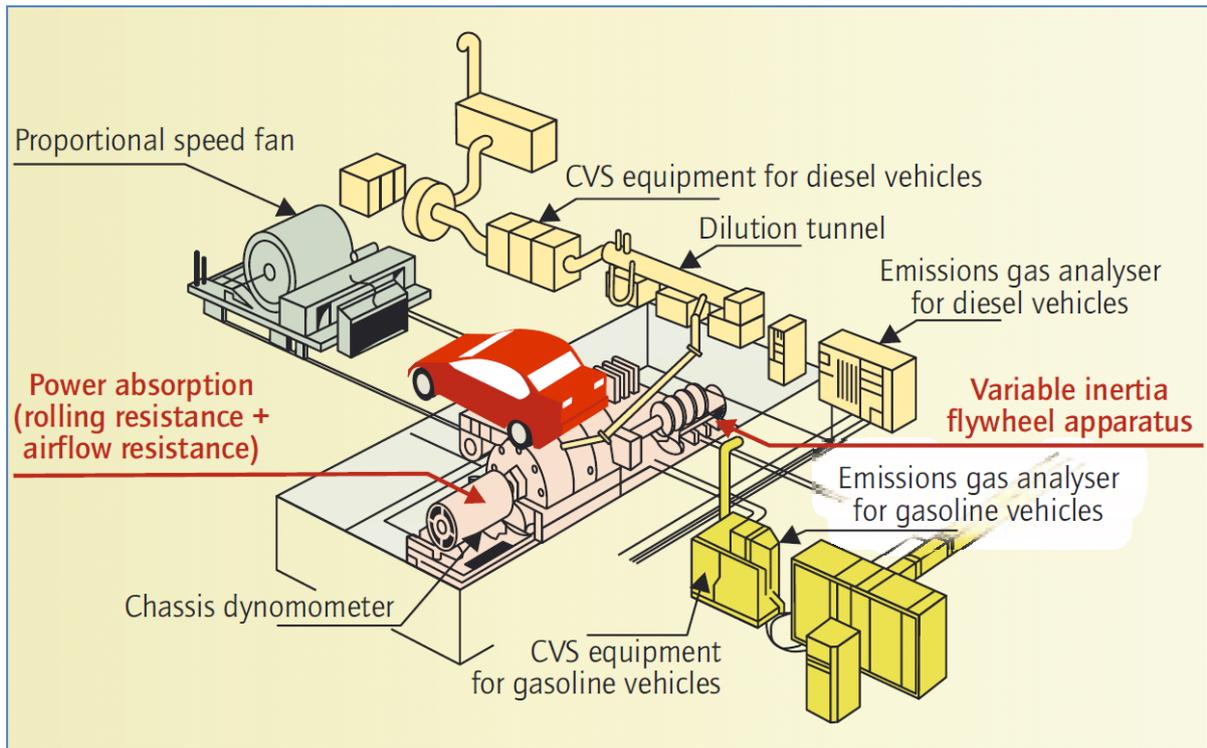 Proportional speed fan
CVS equipment for diesel vehicles
Dilution tunnel
Emissions gas analyser
for diesel vehicles
Power absorption
(rolling resistance +
airflow resistance)
Variable inertia
flywheel apparatus
Emissions gas analyser
for gasoline vehicles
Chassis dynomometer
CVS equipment
for gasoline vehicles